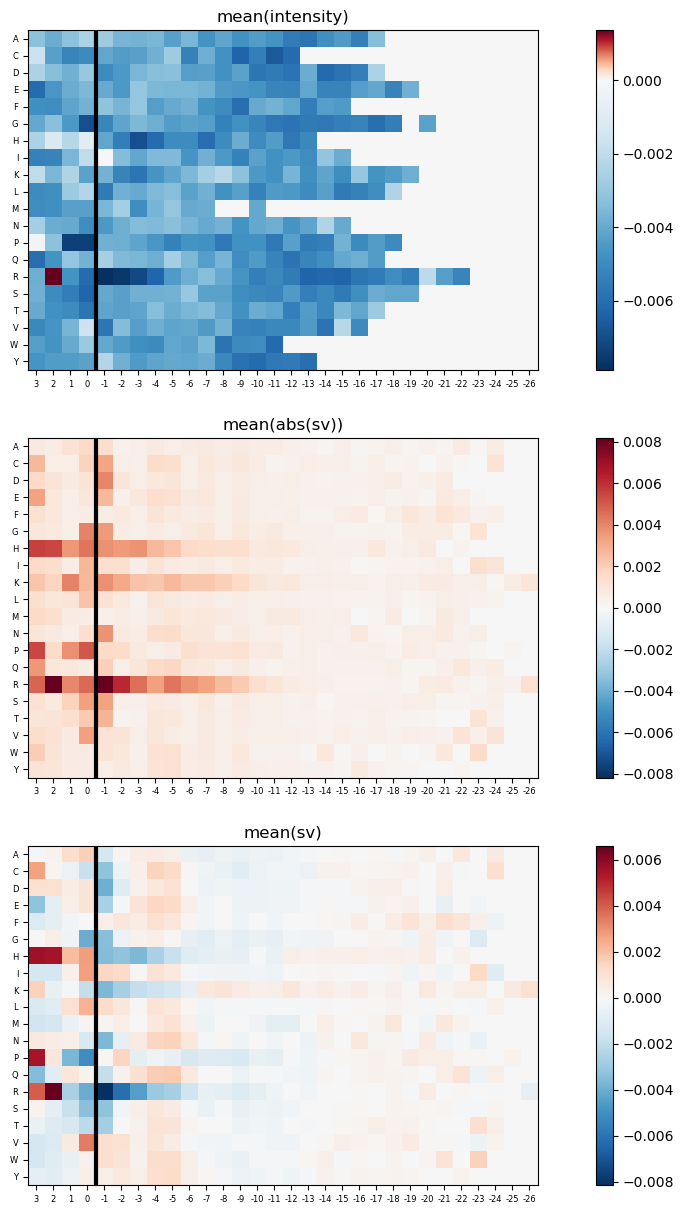 mean(intensity)
A
C
D
E
F
G
H
I
K
L
M
N
P
Q
R
S
T
V
W
Y
3 2 1 0 -1 -2 -3 -4 -5 -6 -7 -8 -9 -10 -11 -12 -13 -14 -15 -16 -17 -18 -19 -20 -21 -22 -23 -24 -25 -26
0.000
−0.002
−0.004
−0.006
mean(abs(sv))
A
C
D
E
F
G
H
I
K
L
M
N
P
Q
R
S
T
V
W
Y
3 2 1 0 -1 -2 -3 -4 -5 -6 -7 -8 -9 -10 -11 -12 -13 -14 -15 -16 -17 -18 -19 -20 -21 -22 -23 -24 -25 -26
0.008
0.006
0.004
0.002
0.000
−0.002
−0.004
−0.006
−0.008
mean(sv)
A
C
D
E
F
G
H
I
K
L
M
N
P
Q
R
S
T
V
W
Y
3 2 1 0 -1 -2 -3 -4 -5 -6 -7 -8 -9 -10 -11 -12 -13 -14 -15 -16 -17 -18 -19 -20 -21 -22 -23 -24 -25 -26
0.006
0.004
0.002
0.000
−0.002
−0.004
−0.006
−0.008